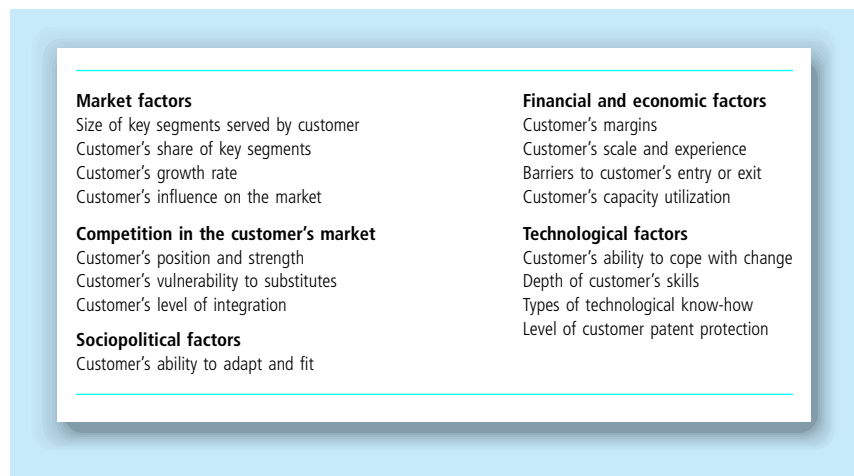 Market factors
Size of key segments served by customer
Customer's share of key segments
Customer's growth rate
Customer's influence on the market
Competition in the customer's market
Customer's position and strength
Customer's vulnerability to substitutes
Customer's level of integration
Sociopolitical factors
Customer's ability to adapt and fit
Financial and economic factors
Customer's margins
Customer's scale and experience
Barriers to customer's entry or exit
Customer's capacity utilization
Technological factors
Customer's ability to cope with change
Depth of customer's skills
Types of technological know-how
Level of customer patent protection